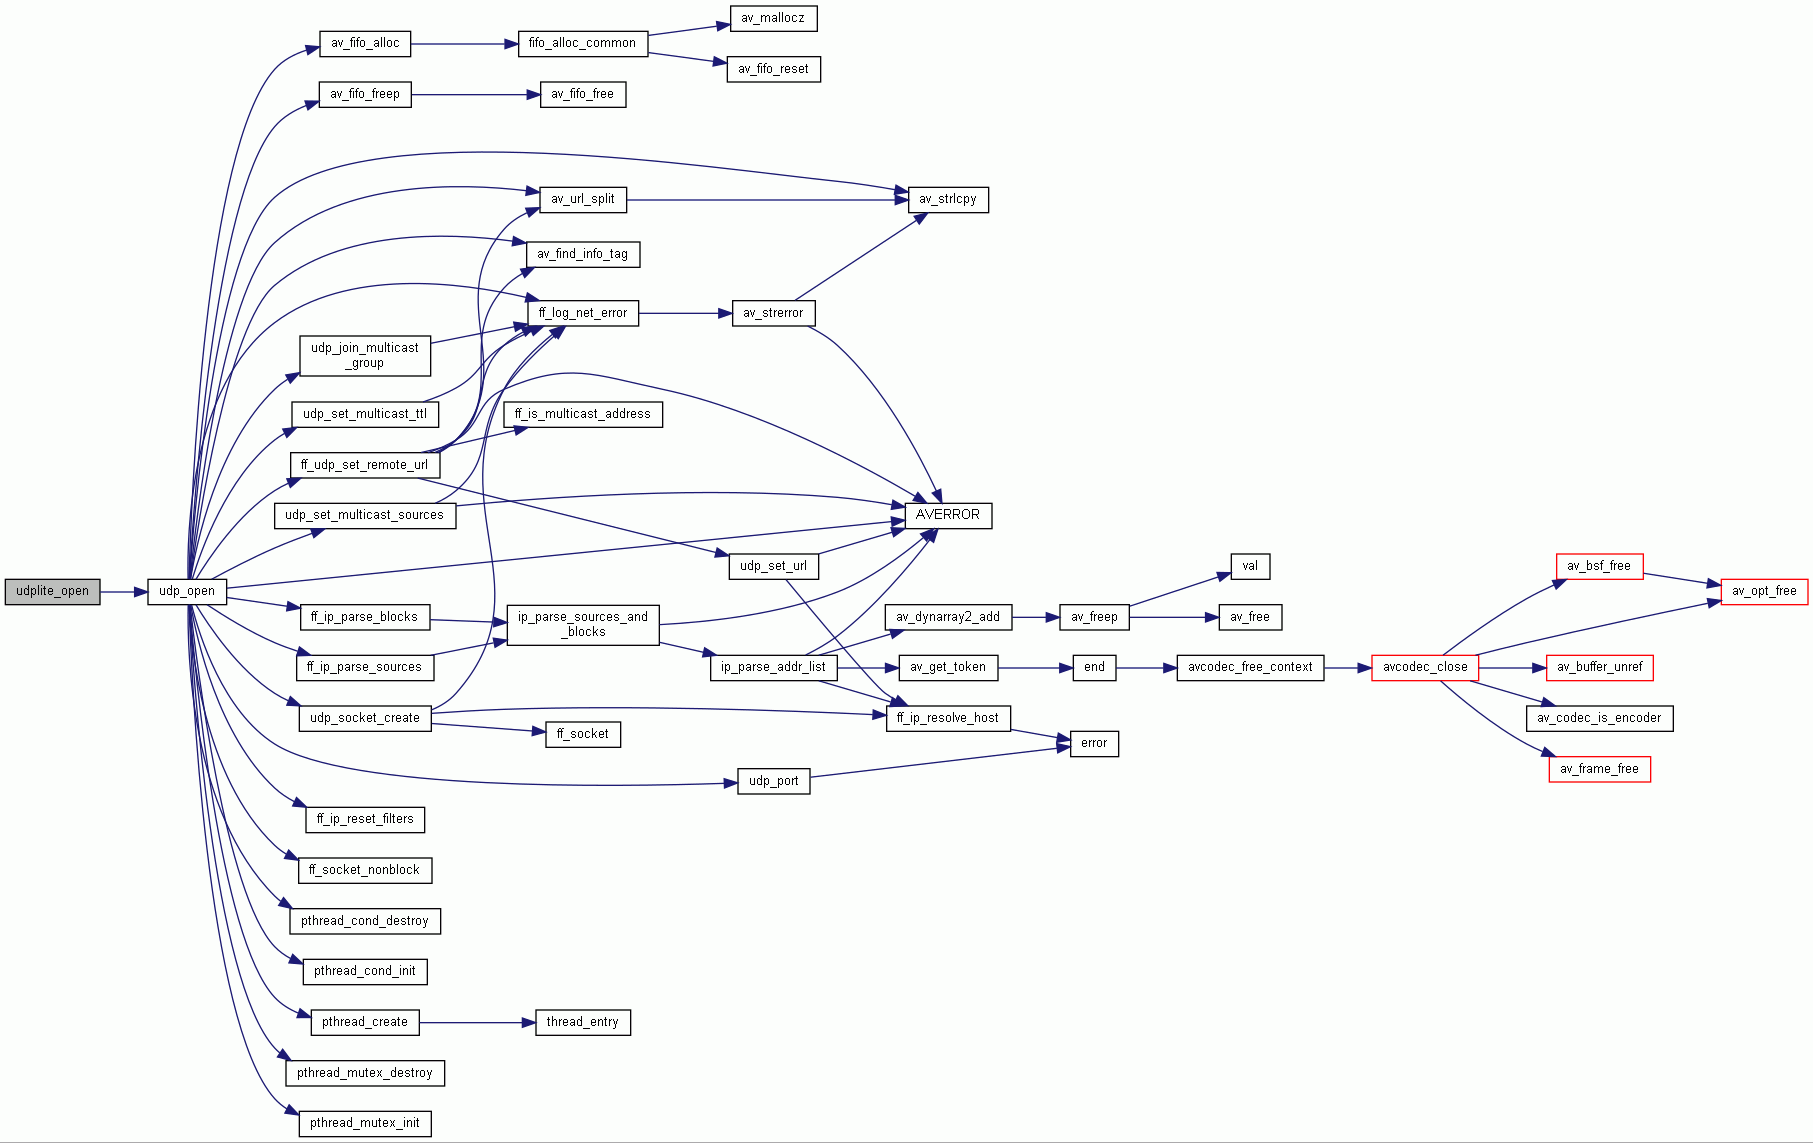 av_mallocz
av_fifo_alloc
fifo_alloc_common
av_fifo_reset
av_fifo_freep
av_fifo_free
av_url_split
av_strlcpy
av_find_info_tag
ff_log_net_error
av_strerror
udp_join_multicast
_group
udp_set_multicast_ttl
ff_is_multicast_address
ff_udp_set_remote_url
udp_set_multicast_sources
AVERROR
udp_set_url
val
av_bsf_free
udplite_open
udp_open
av_opt_free
ff_ip_parse_blocks
ip_parse_sources_and
_blocks
av_dynarray2_add
av_freep
av_free
ff_ip_parse_sources
ip_parse_addr_list
av_get_token
end
avcodec_free_context
avcodec_close
av_buffer_unref
udp_socket_create
ff_socket
ff_ip_resolve_host
av_codec_is_encoder
error
udp_port
av_frame_free
ff_ip_reset_filters
ff_socket_nonblock
pthread_cond_destroy
pthread_cond_init
pthread_create
thread_entry
pthread_mutex_destroy
pthread_mutex_init